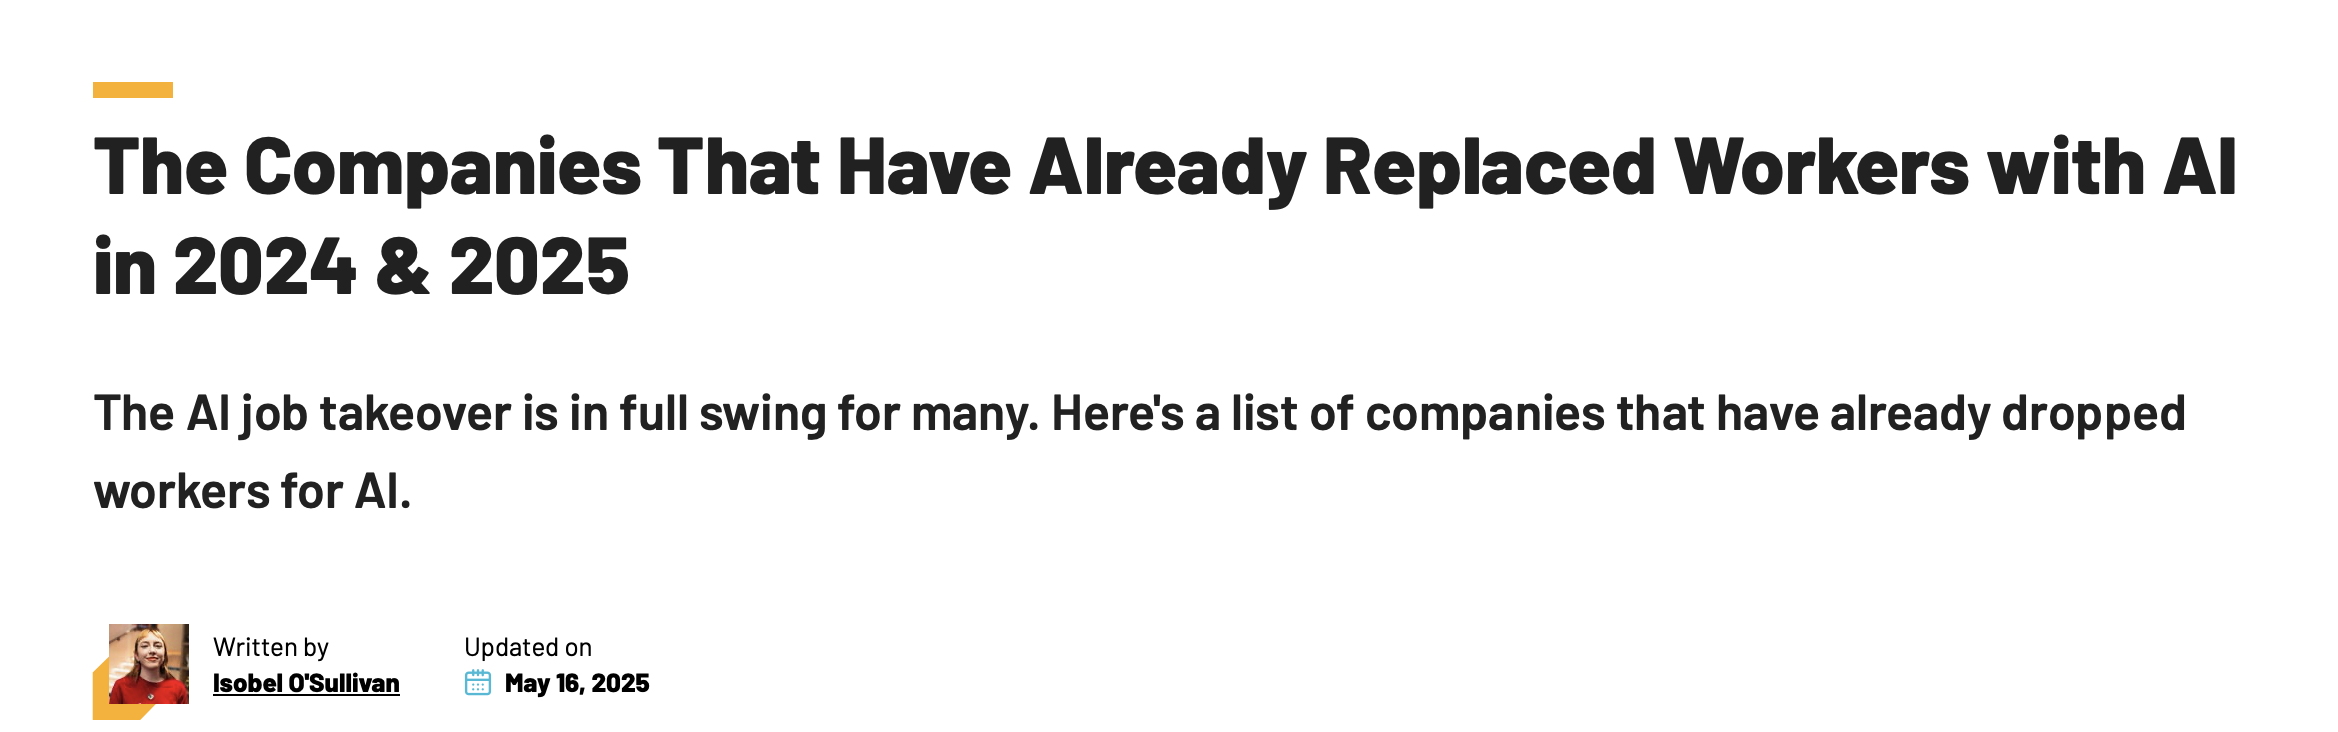 The Companies That Have Already Replaced Workers with AI
in 2024 & 2025
The AI job takeover is in full swing for many. Here's a list of companies that have already dropped
workers for AI.
Written by
Isobel O'Sullivan
Updated on
May 16, 2025